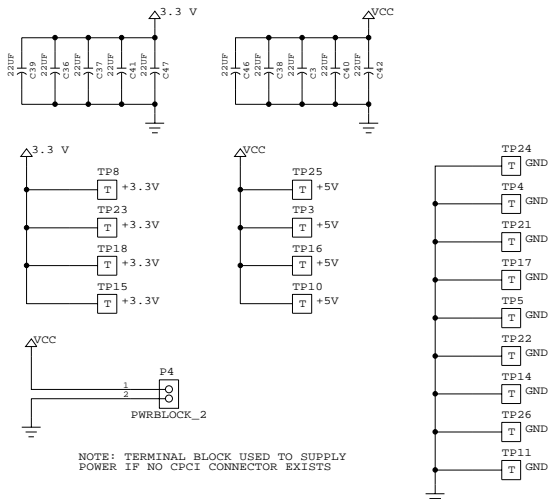 3.3 V
22UF C39
22UF C36
22UF C37
22UF C41
22UF C47
VCC
22UF C46
22UF C38
22UF C3
22UF C40
22UF C42
3.3 V
TP8
T +3.3V
TP23
T +3.3V
TP18
T +3.3V
TP15
T +3.3V
VCC
TP25
T +5V
TP3
T +5V
TP16
T +5V
TP10
T +5V
TP24
T GND
TP4
T GND
TP21
T GND
TP17
T GND
TP5
T GND
TP22
T GND
TP14
T GND
TP26
T GND
TP11
T GND
VCC
P4
1
2
PWRBLOCK_2
NOTE: TERMINAL BLOCK USED TO SUPPLY
POWER IF NO CPCI CONNECTOR EXISTS